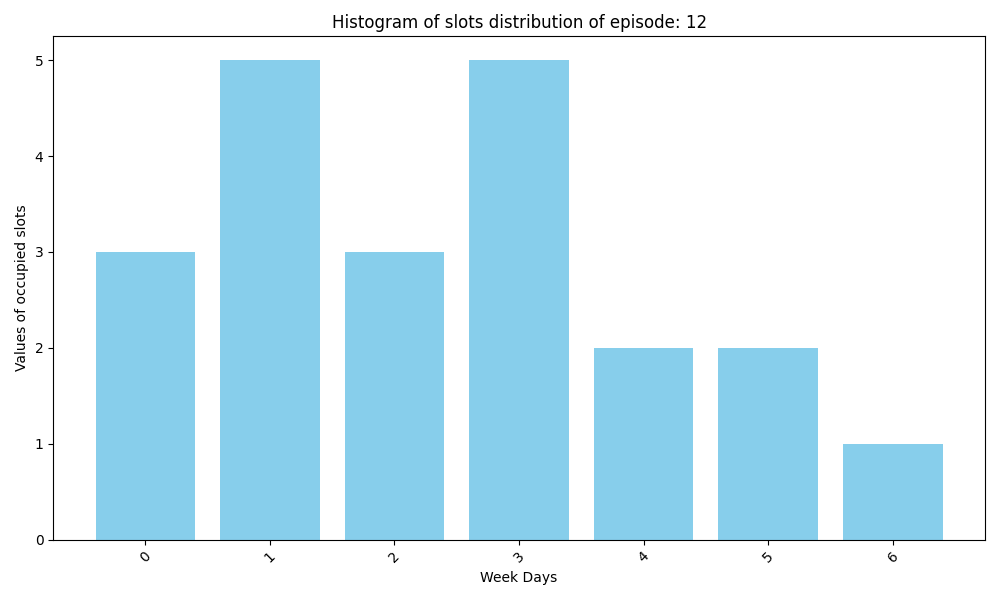 Histogram of slots distribution of episode: 12
Values of occupied slots
5
4
3
2
1
0
0 1 2 3 4 5 6
Week Days